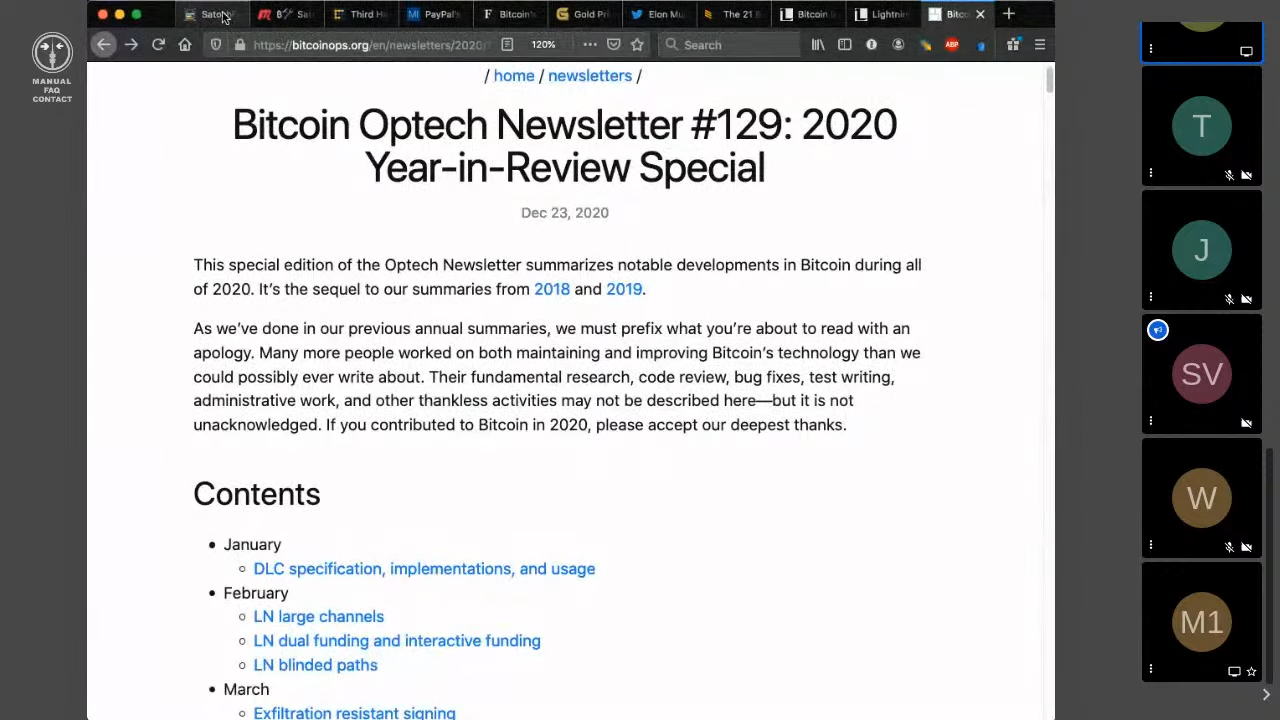 Satosh
B Sat
Third H
MI PayPal's
F Bitcoin's
Gold Pri
Elon Mu
The 21
Bitcoin
Lightnin
Bitc
https://bitcoinops.org/en/newsletters/2020
120%
Search
ABP
MANUAL
FAQ
CONTACT
/ home / newsletters /
Bitcoin Optech Newsletter #129: 2020
Year-in-Review Special
Dec 23, 2020
This special edition of the Optech Newsletter summarizes notable developments in Bitcoin during all
of 2020. It’s the sequel to our summaries from 2018 and 2019.
As we’ve done in our previous annual summaries, we must prefix what you’re about to read with an
apology. Many more people worked on both maintaining and improving Bitcoin’s technology than we
could possibly ever write about. Their fundamental research, code review, bug fixes, test writing,
administrative work, and other thankless activities may not be described here—but it is not
unacknowledged. If you contributed to Bitcoin in 2020, please accept our deepest thanks.
Contents
January
DLC specification, implementations, and usage
February
LN large channels
LN dual funding and interactive funding
LN blinded paths
March
Exfiltration resistant signing
T
J
SV
W
M1